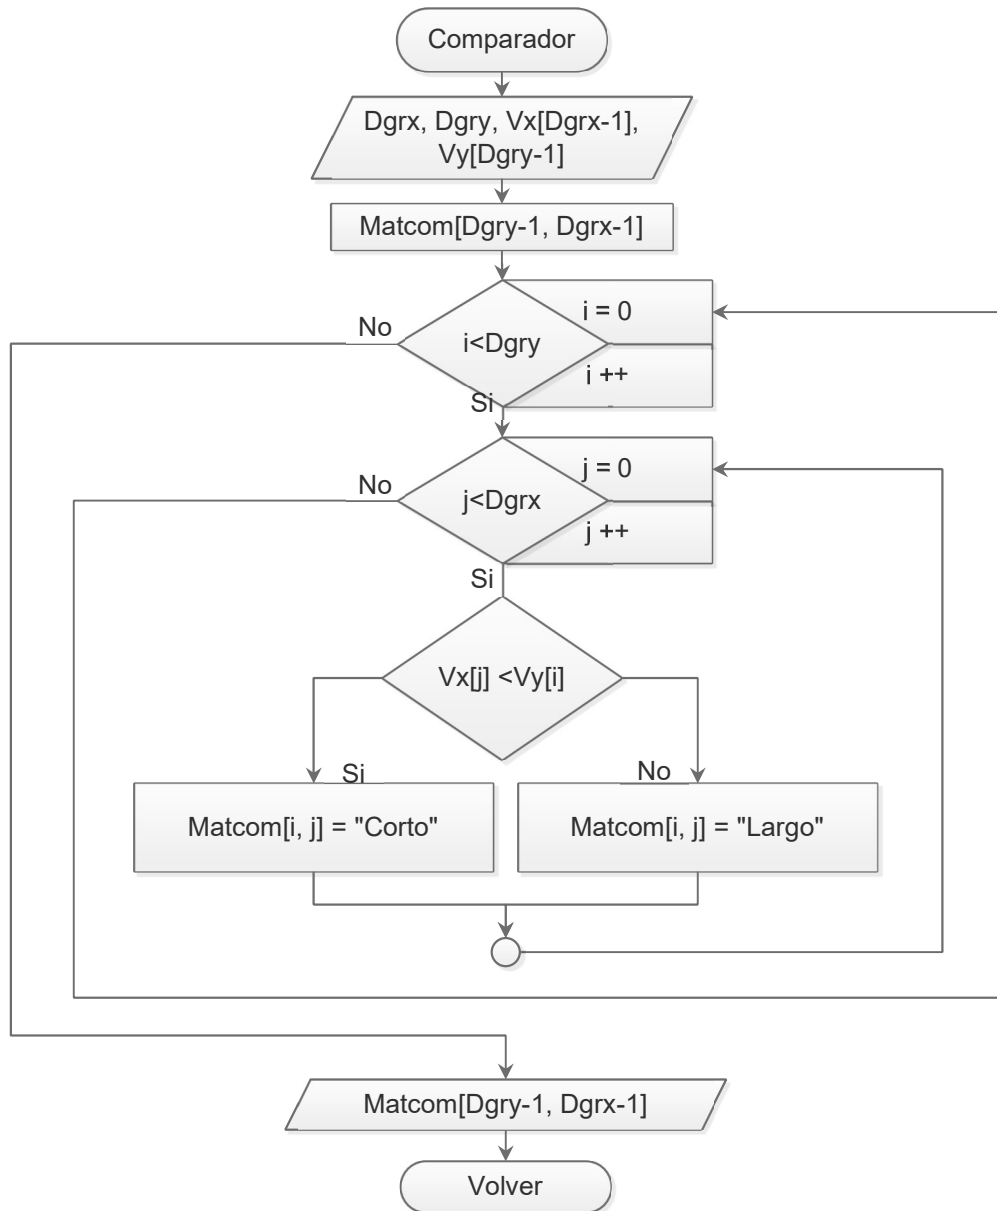 Comparador
Dgrx, Dgry, Vx[Dgrx-1],
Vy[Dgry-1]
Matcom[Dgry-1, Dgrx-1]
i = 0
No
i<Dgry
i ++
Si
j = 0
No
j<Dgrx
j ++
Si
Vx[j] <Vy[i]
Si
No
Matcom[i, j] = "Corto"
Matcom[i, j] = "Largo"
Matcom[Dgry-1, Dgrx-1]
Volver